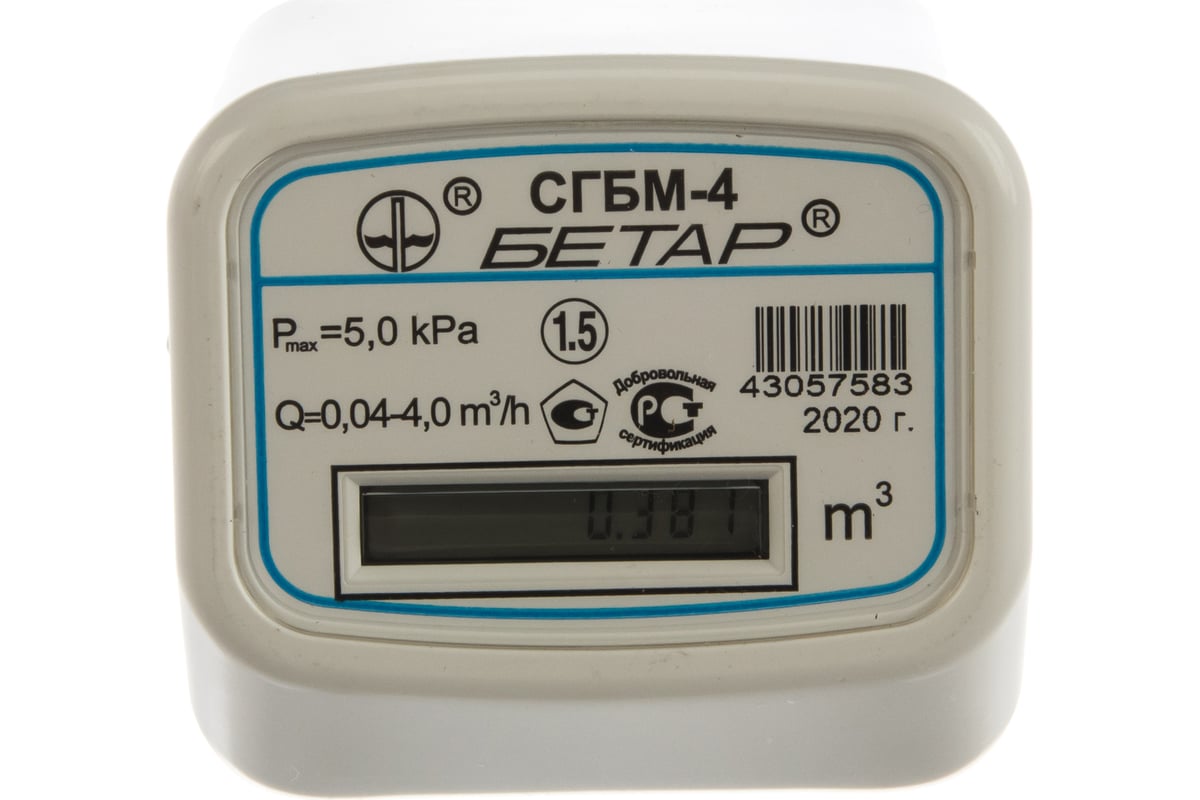 ® СГБМ-4
БЕТАР®
Pmax=5,0 kPa
1.5
43057583
Q=0,04-4,0 m³/h
Добровольная
РСТ
сертификация
2020 г.
0.381
m³